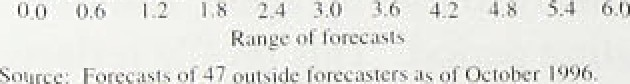 0.0 0.6 1.2 1.8 2.4 3.0 3.6 4.2 4.8 5.4 6.0
Range of forecasts
Source: Forecasts of 47 outside forecasters as of October 1996.